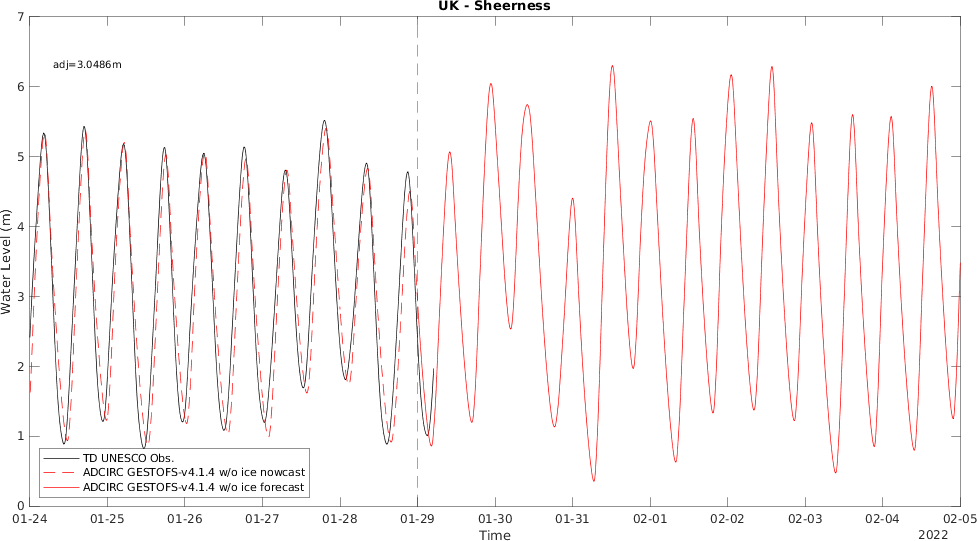 UK - Sheerness
7
6
5
4
3
2
1
0
Water Level (m)
adj=3.0486m
TD UNESCO Obs.
ADCIRC GESTOFS-v4.1.4 w/o ice nowcast
ADCIRC GESTOFS-v4.1.4 w/o ice forecast
01-24 01-25 01-26 01-27 01-28 01-29 01-30 01-31 02-01 02-02 02-03 02-04 02-05
Time
2022